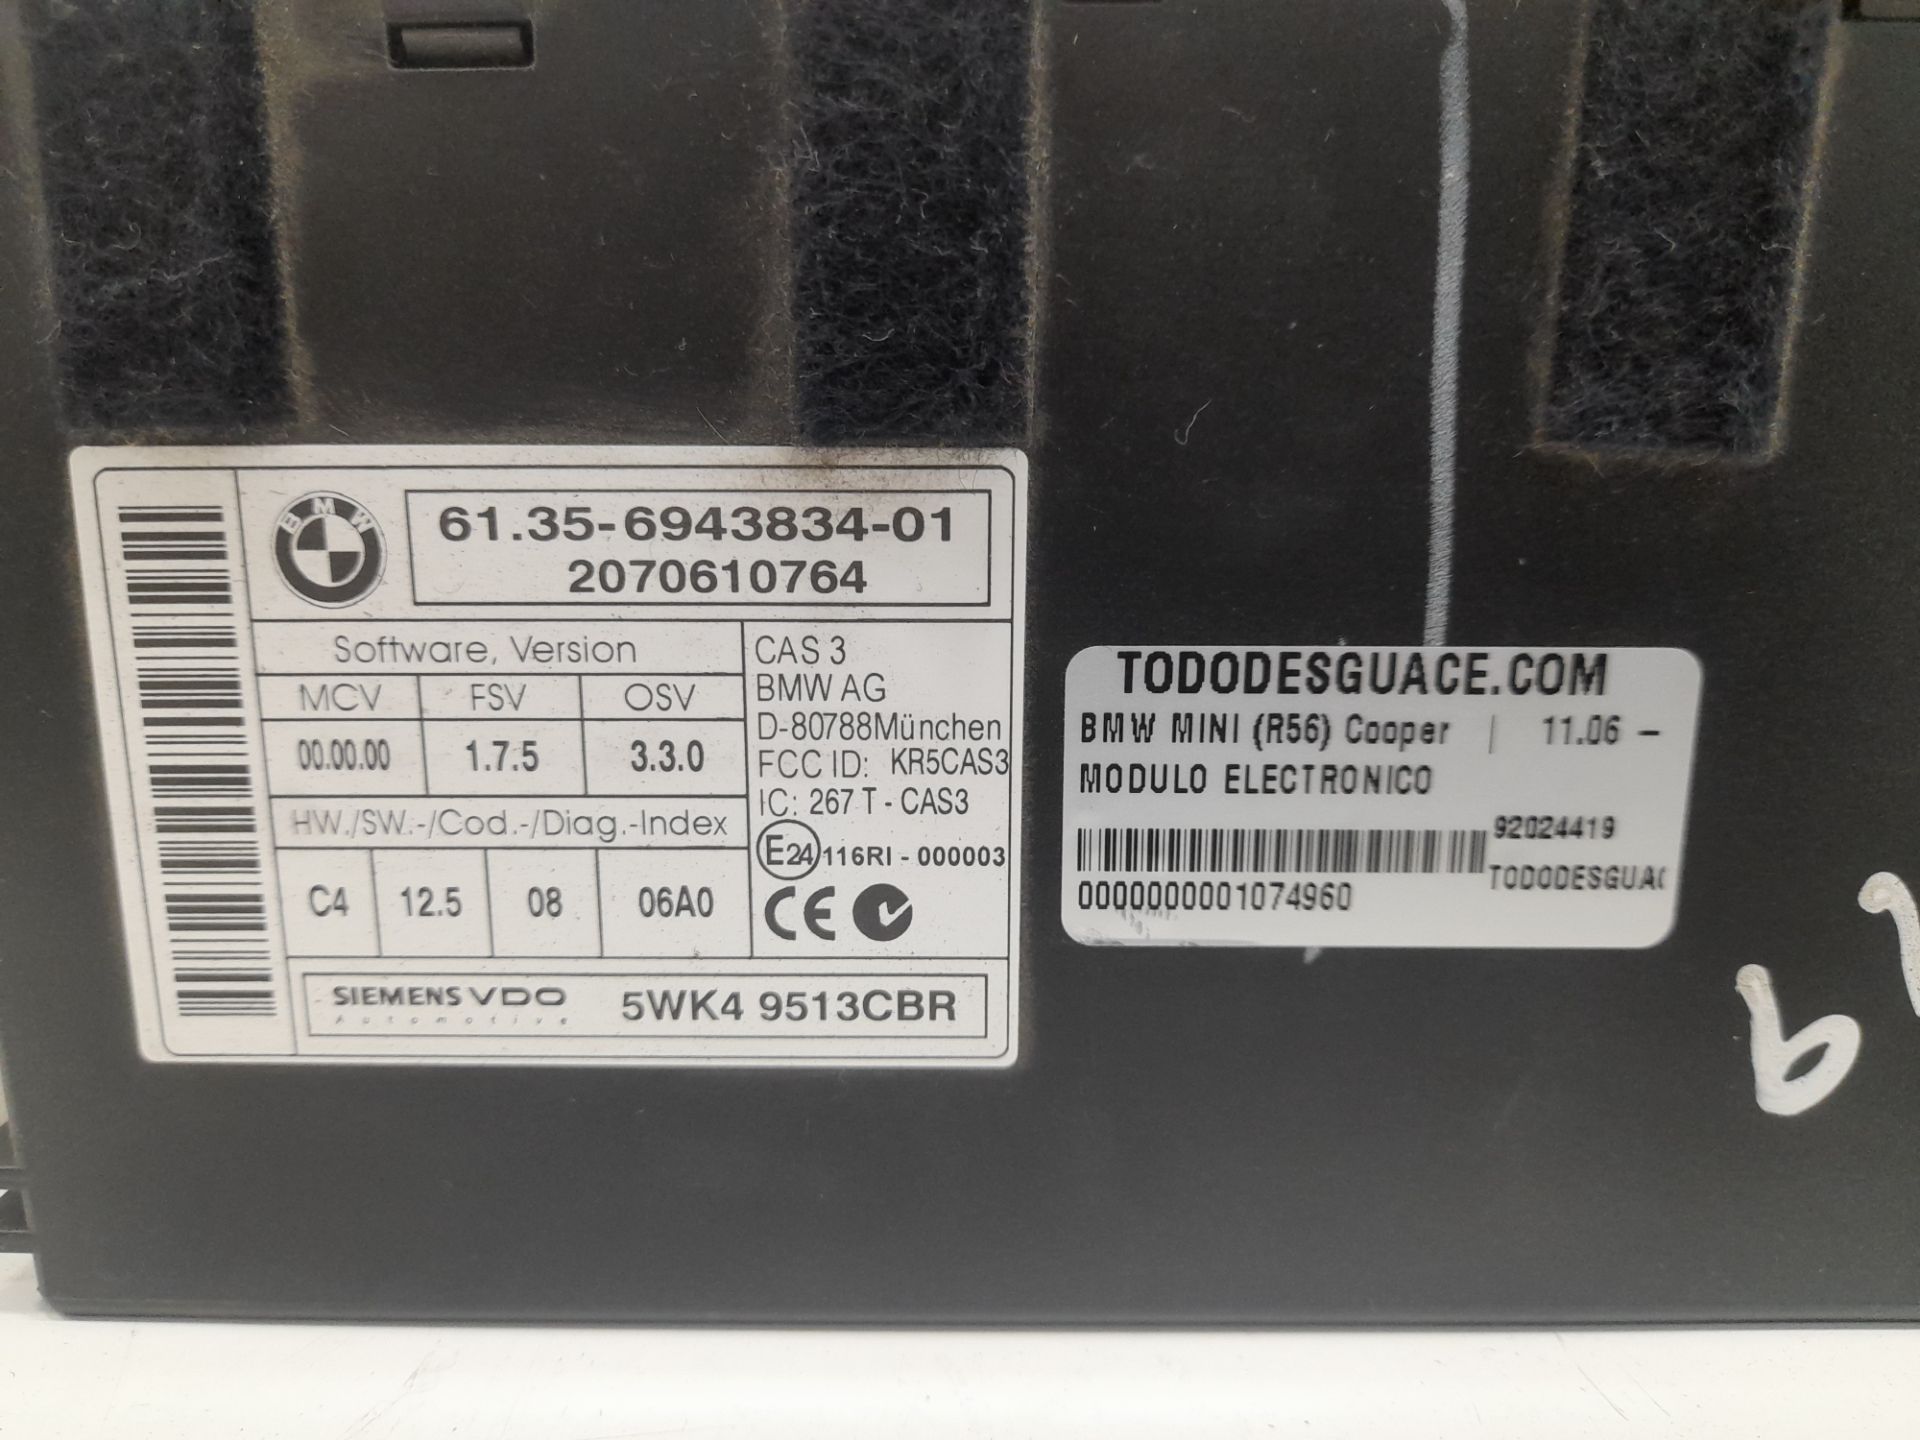 BMW
61.35-6943834-01
2070610764
Software, Version
MCV FSV OSV
00.00.00 1.7.5 3.3.0
HW./SW.-/Cod.-/Diag.-Index
C4 12.5 08 06A0
CAS 3
BMW AG
D-80788München
FCC ID: KR5CAS3
IC: 267 T - CAS3
E24 116RI - 000003
CE
SIEMENS VDO
Automotive
5WK4 9513CBR
TODODESGUACE.COM
BMW MINI (R56) Cooper | 11.06 -
MODULO ELECTRONICO
92024419
TODODESGUAC
0000000001074960